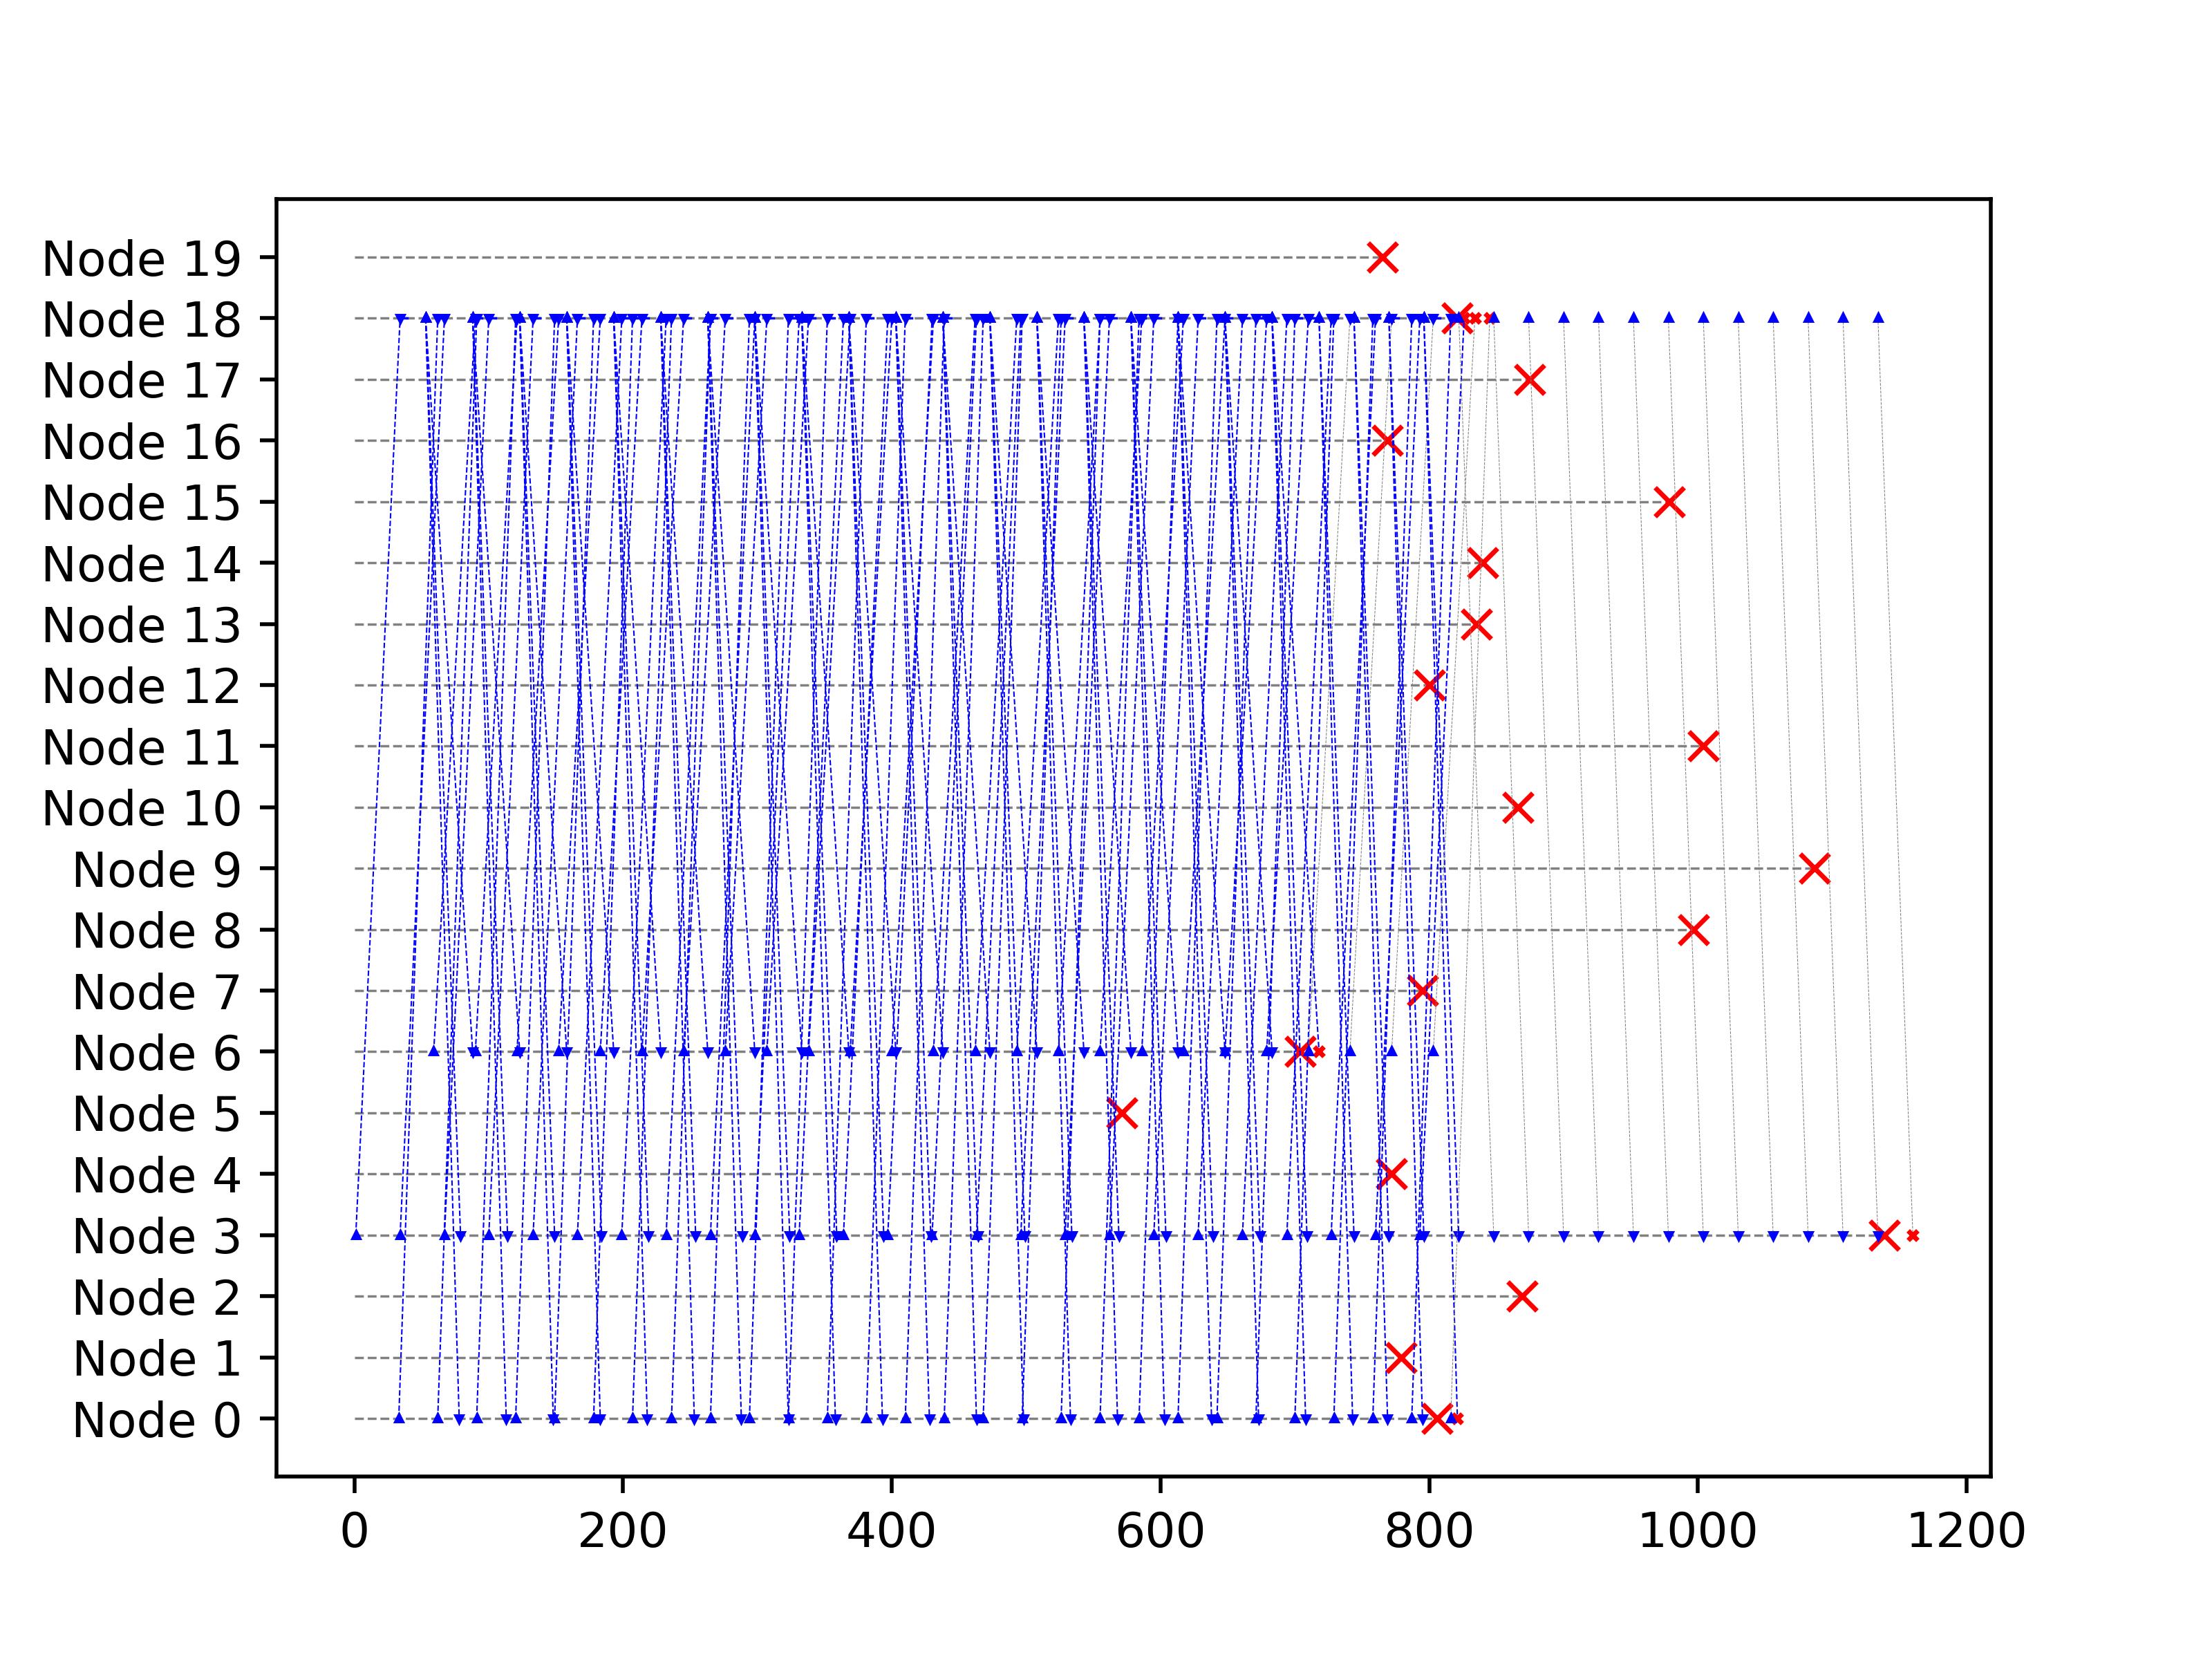 Node 19
Node 18
Node 17
Node 16
Node 15
Node 14
Node 13
Node 12
Node 11
Node 10
Node 9
Node 8
Node 7
Node 6
Node 5
Node 4
Node 3
Node 2
Node 1
Node 0
0 200 400 600 800 1000 1200